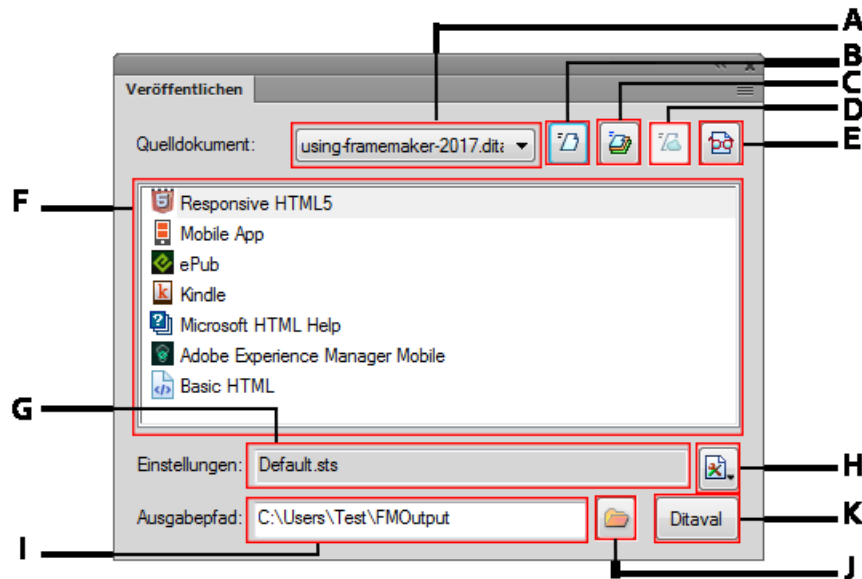 A
B
Veröffentlichen
C
D
Quelldokument: using-framemaker-2017.dita
E
F
Responsive HTML5
Mobile App
ePub
Kindle
Microsoft HTML Help
Adobe Experience Manager Mobile
Basic HTML
G
Einstellungen: Default.sts
H
Ausgabepfad: C:\Users\Test\FMOutput Ditaval
K
I
J